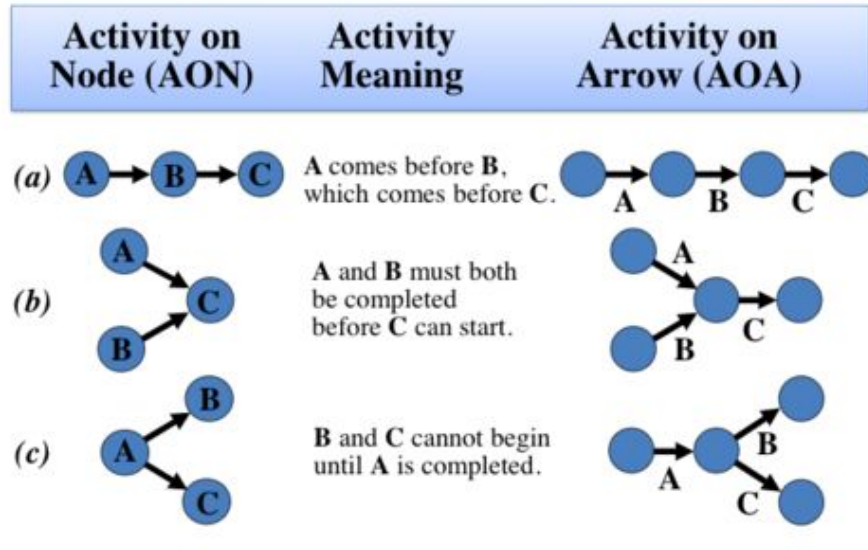 Activity on
Node (AON)
Activity
Meaning
Activity on
Arrow (AOA)
(a)
A
B
C
A comes before B,
which comes before C.
A
B
C
(b)
A
B
C
A and B must both
be completed
before C can start.
A
B
C
(c)
A
B
C
B and C cannot begin
until A is completed.
A
B
C